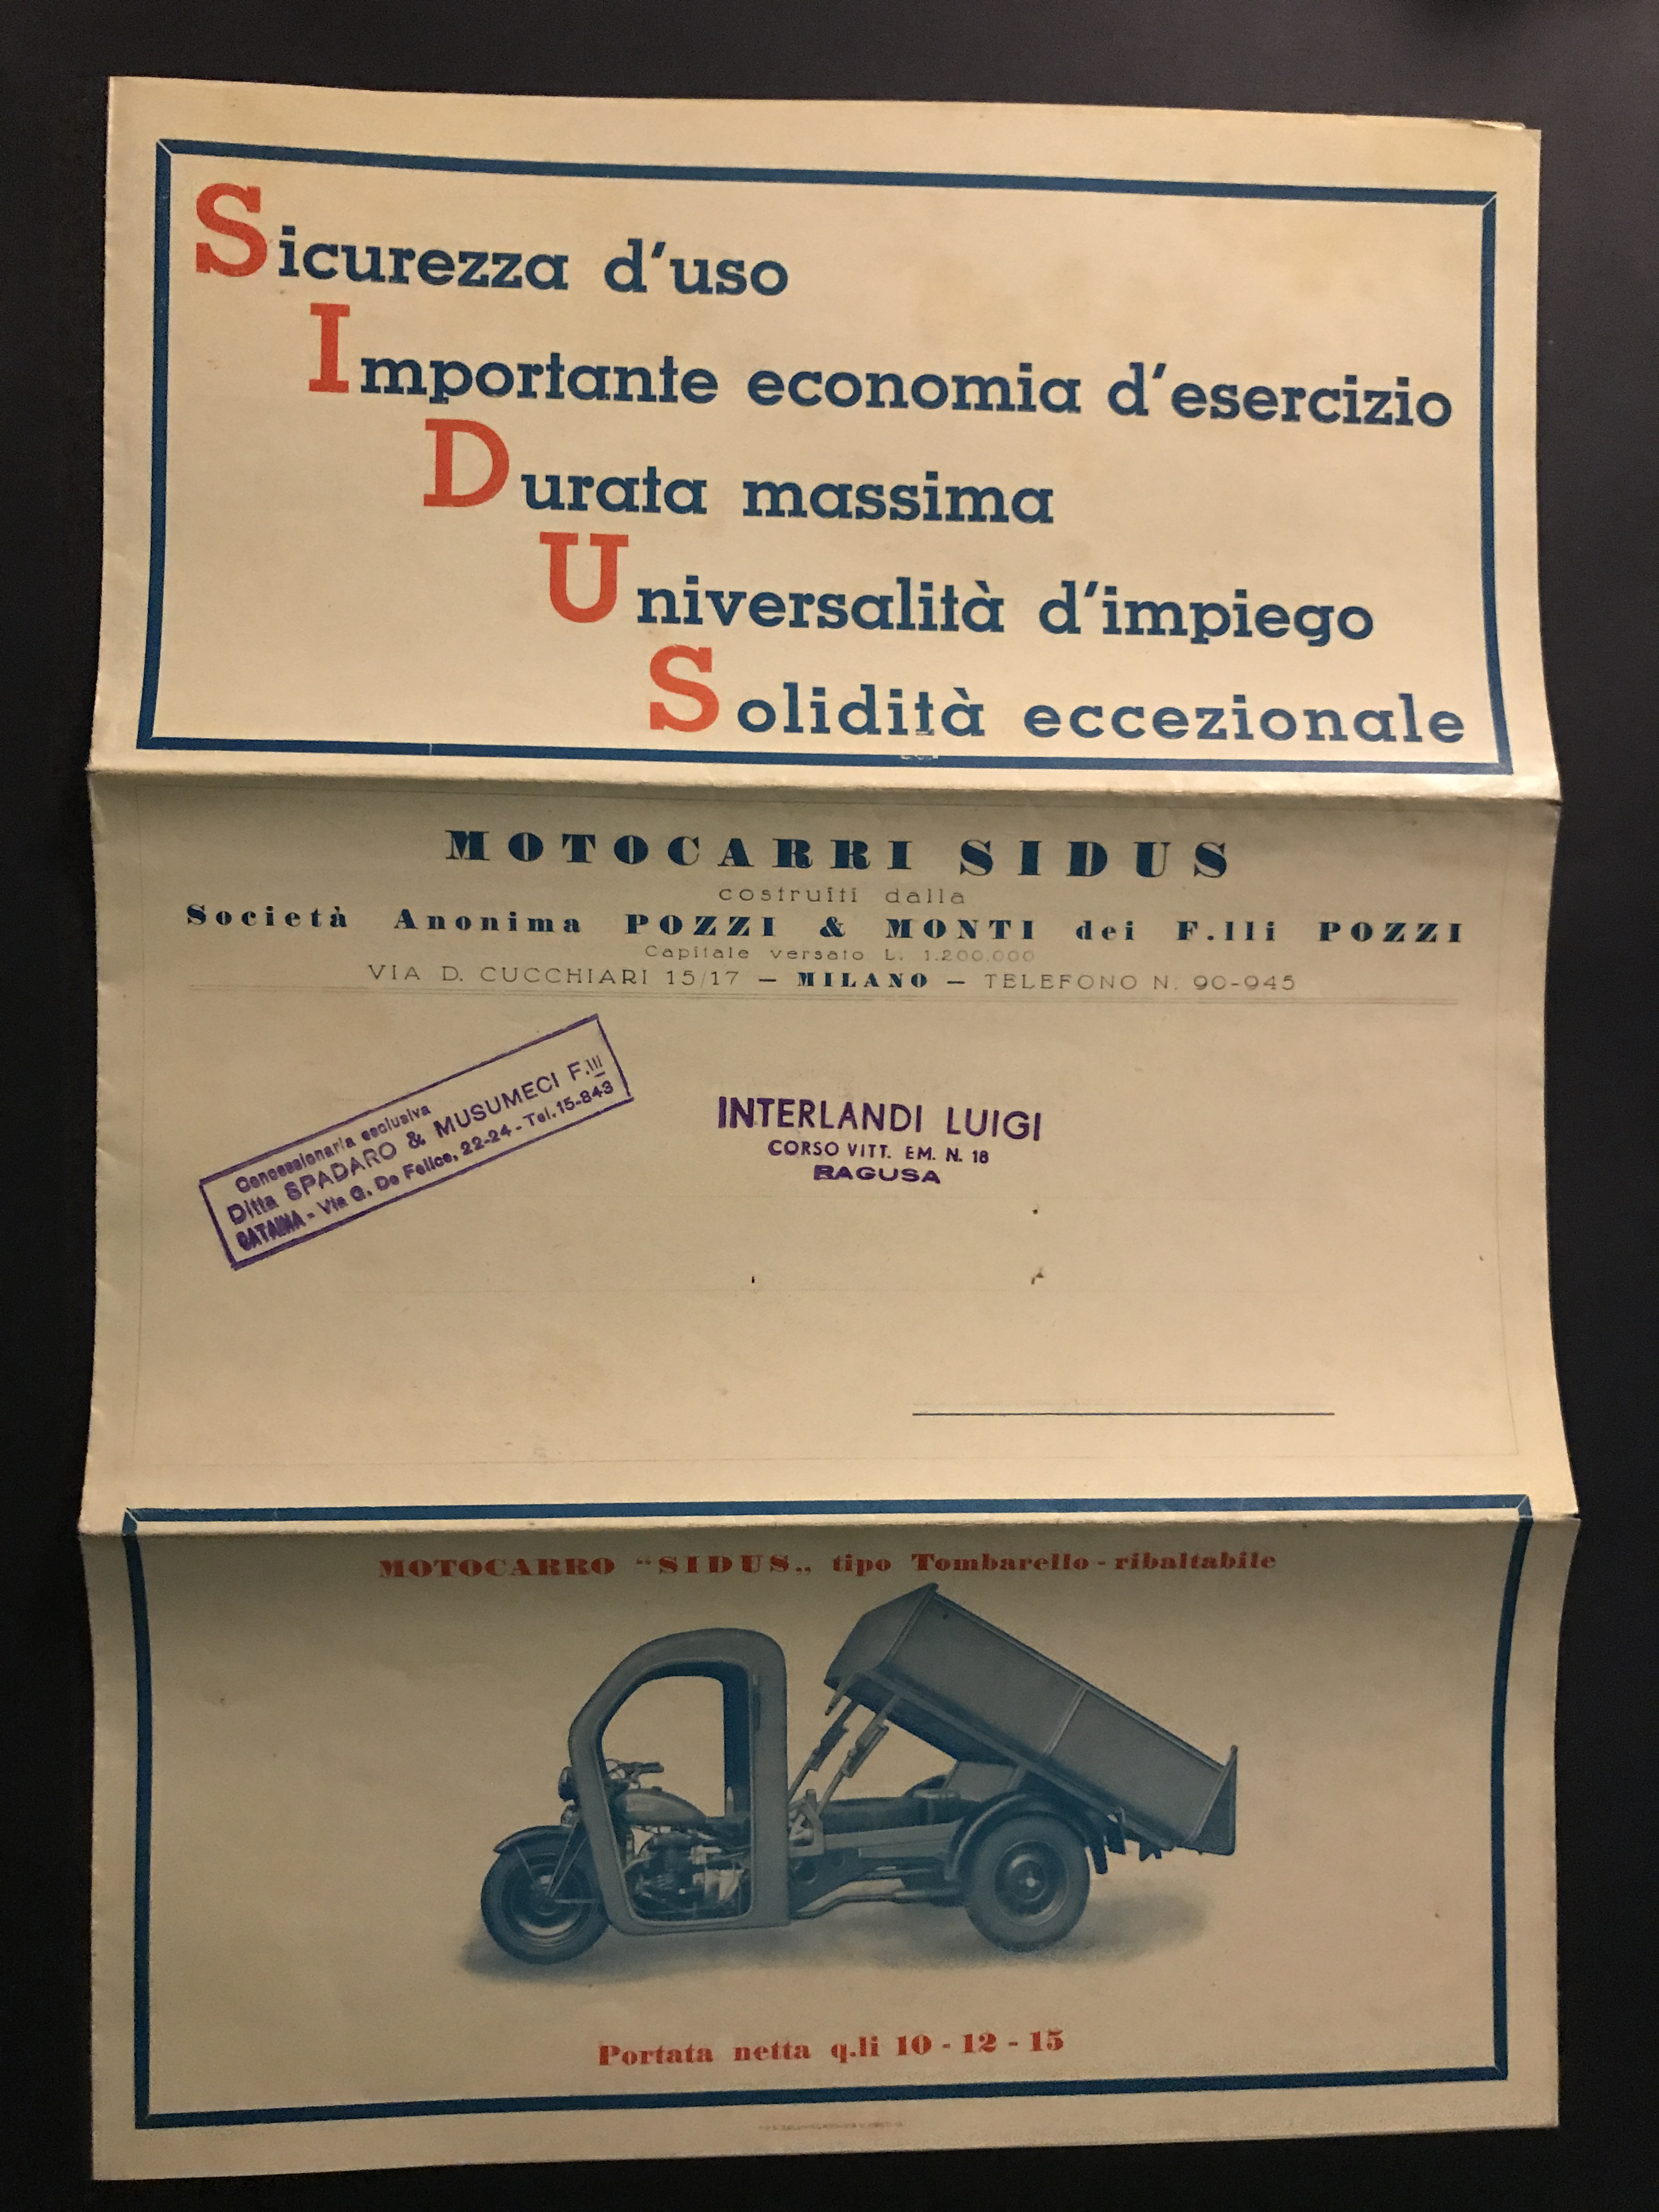 Sicurezza d'uso
Importante economia d'esercizio
Durata massima
Universalità d'impiego
Solidità eccezionale
MOTOCARRI SIDUS
costruiti dalla
Società Anonima POZZI & MONTI dei F.lli POZZI
Capitale versato L. 1.200.000
VIA D. CUCCHIARI 15/17 — MILANO — TELEFONO N. 90-945
Concessionaria esclusiva
Ditta SPADARO & MUSUMECI F.lli
CATANIA - Via G. De Felice, 22-24 - Tel. 15-843
INTERLANDI LUIGI
CORSO VITT. EM. N. 18
RAGUSA
MOTOCARRO “SIDUS„ tipo Tombarello - ribaltabile
Portata netta q.li 10 - 12 - 15